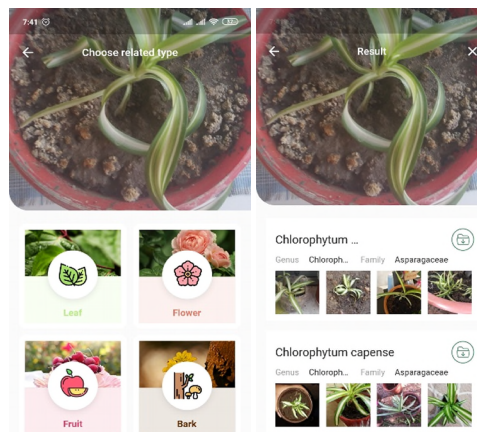 7:41
Choose related type
Leaf
Flower
Fruit
Bark
Result
Chlorophytum ...
Genus Chloroph... Family Asparagaceae
Chlorophytum capense
Genus Chloroph... Family Asparagaceae